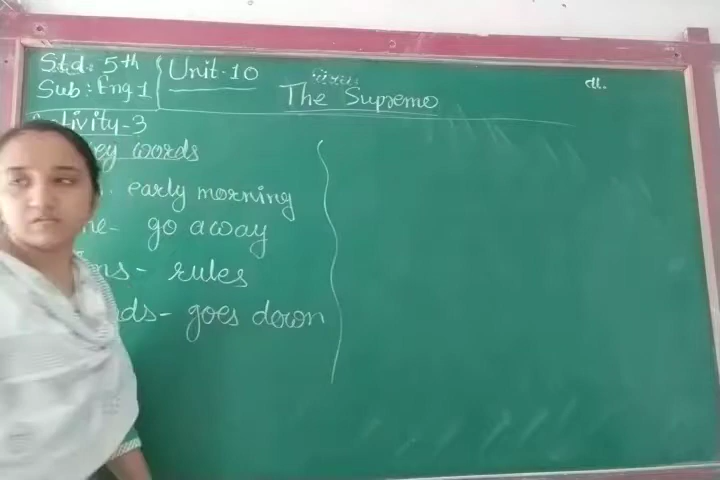 Std: 5th
Sub: Eng.1
Unit-10
The Supremo
Activity-3
Key words
early morning
go away
- rules
- goes down